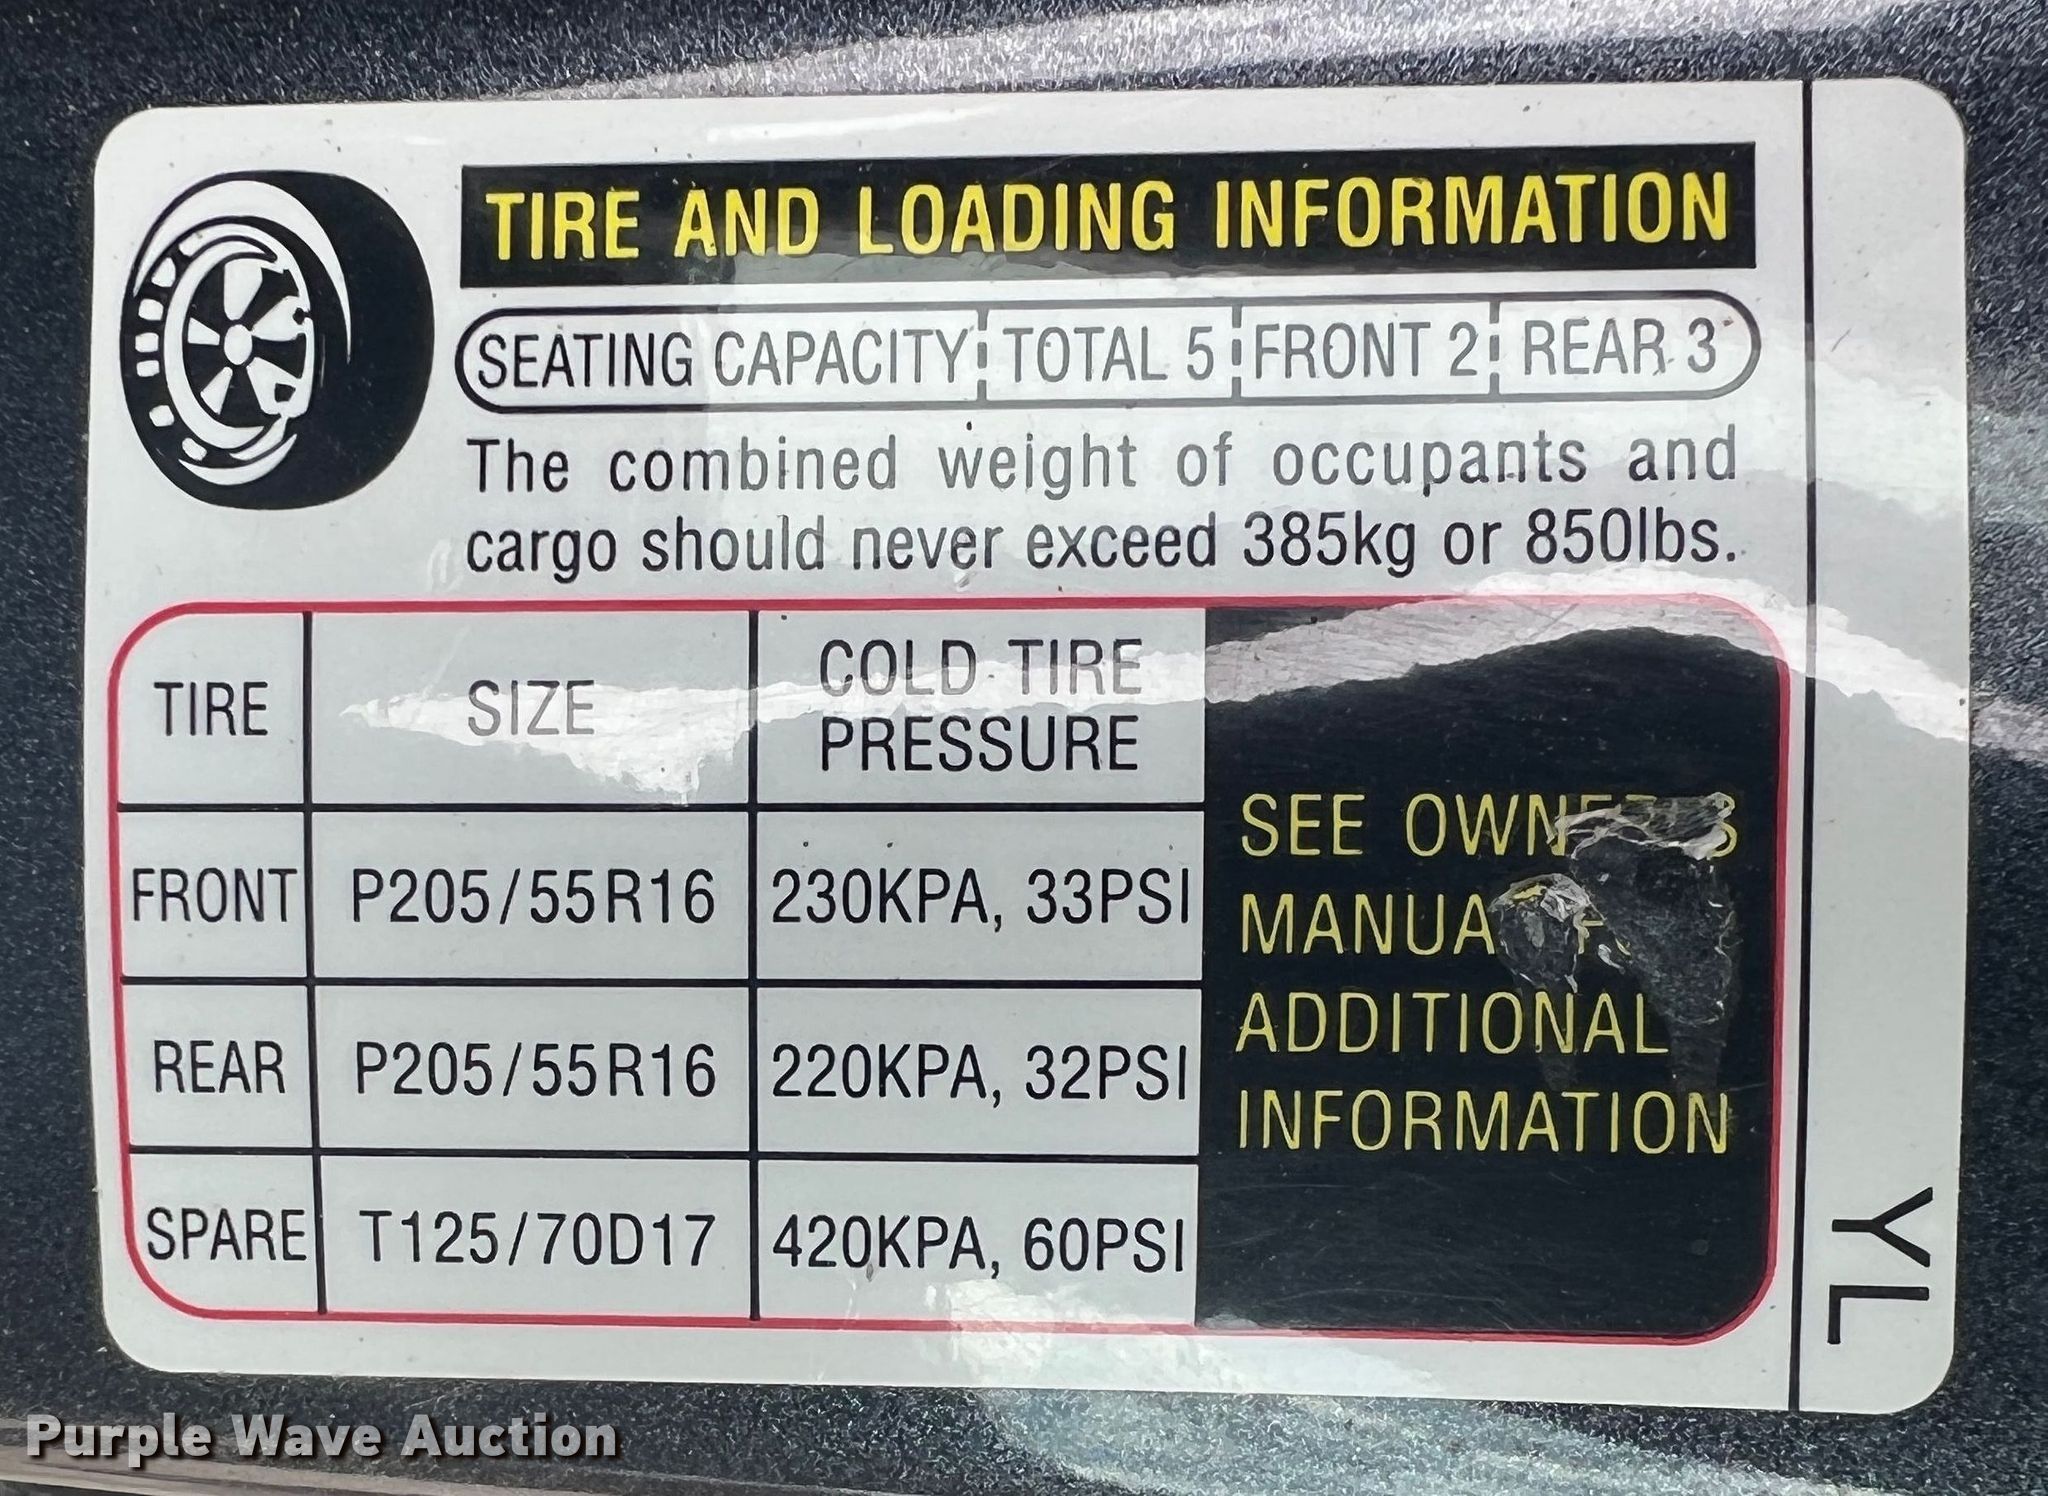 TIRE AND LOADING INFORMATION
SEATING CAPACITY TOTAL 5 FRONT 2 REAR 3
The combined weight of occupants and
cargo should never exceed 385kg or 850lbs.
TIRE SIZE COLD TIRE
PRESSURE
FRONT P205/55R16 230KPA, 33PSI
REAR P205/55R16 220KPA, 32PSI
SPARE T125/70D17 420KPA, 60PSI
SEE
ADDITIONAL
INFORMATION
YL
Purple Wave Auction